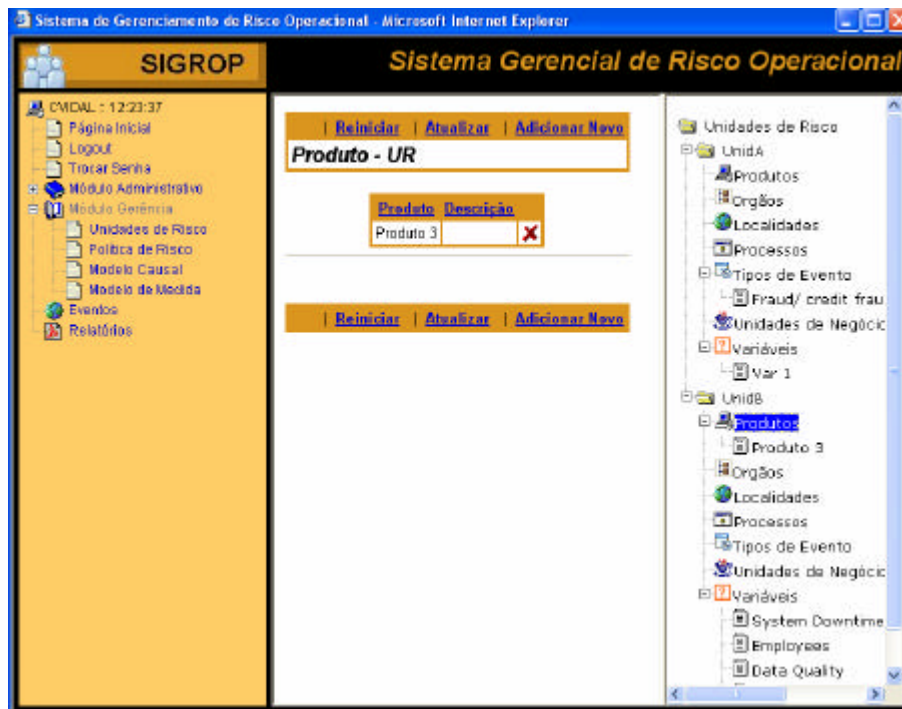 Sistema de Gerenciamento de Risco Operacional - Microsoft Internet Explorer
SIGROP
Sistema Gerencial de Risco Operacional
CVIDAL : 12:23:37
Página Inicial
Logout
Trocar Senha
Módulo Administrativo
Módulo Gerência
Unidades de Risco
Política de Risco
Modelo Causal
Modelo de Medida
Eventos
Relatórios
| Reiniciar | Atualizar | Adicionar Novo
Produto - UR
Produto Descrição
Produto 3
| Reiniciar | Atualizar | Adicionar Novo
Unidades de Risco
UnidA
Produtos
Orgãos
Localidades
Processos
Tipos de Evento
Fraud/ credit frau
Unidades de Negóc
Variáveis
Var 1
UnidB
Produtos
Produto 3
Orgãos
Localidades
Processos
Tipos de Evento
Unidades de Negóc
Variáveis
System Downtime
Employees
Data Quality